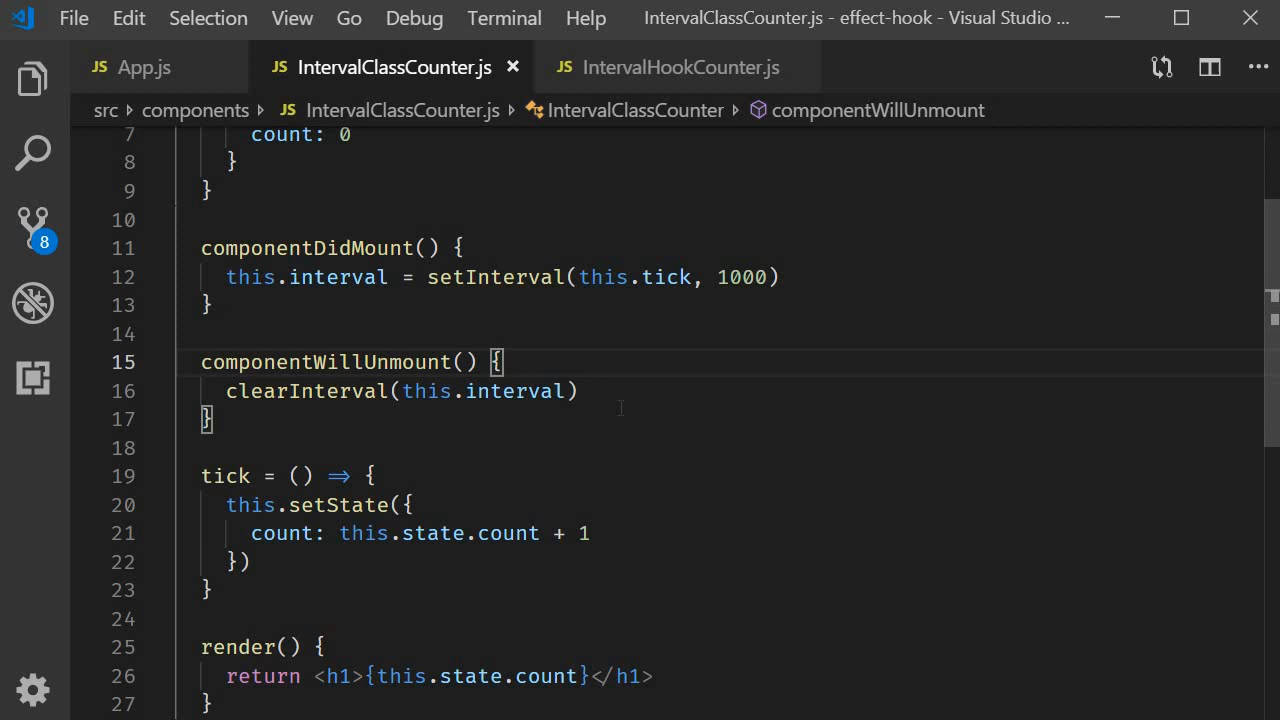 File Edit Selection View Go Debug Terminal Help IntervalClassCounter.js - effect-hook - Visual Studio ...
JS App.js JS IntervalClassCounter.js × JS IntervalHookCounter.js
src > components > JS IntervalClassCounter.js > IntervalClassCounter > componentWillUnmount
7 count: 0
8 }
9 }
10
11 componentDidMount() {
12 this.interval = setInterval(this.tick, 1000)
13 }
14
15 componentWillUnmount() {
16 clearInterval(this.interval)
17 }
18
19 tick = () => {
20 this.setState({
21 count: this.state.count + 1
22 })
23 }
24
25 render() {
26 return <h1>{this.state.count}</h1>
27 }
8